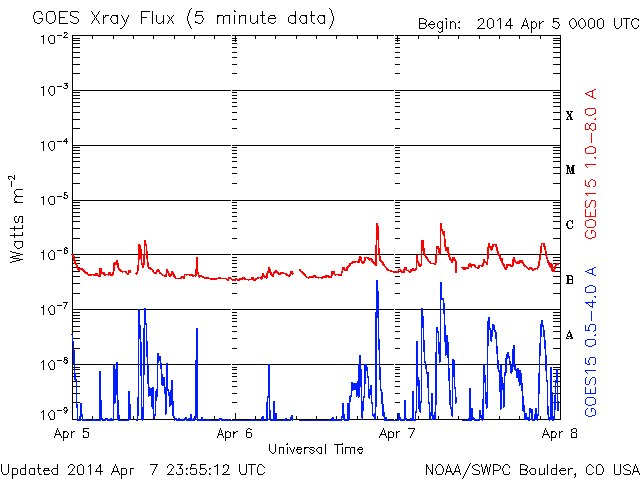 GOES Xray Flux (5 minute data)
Begin: 2014 Apr 5 0000 UTC
10-2
10-3
10-4
10-5
10-6
10-7
10-8
10-9
Watts m-2
X
M
C
B
A
GOES15 1.0-8.0 A
GOES15 0.5-4.0 A
Apr 5
Apr 6
Apr 7
Apr 8
Universal Time
Updated 2014 Apr 7 23:55:12 UTC
NOAA/SWPC Boulder, CO USA